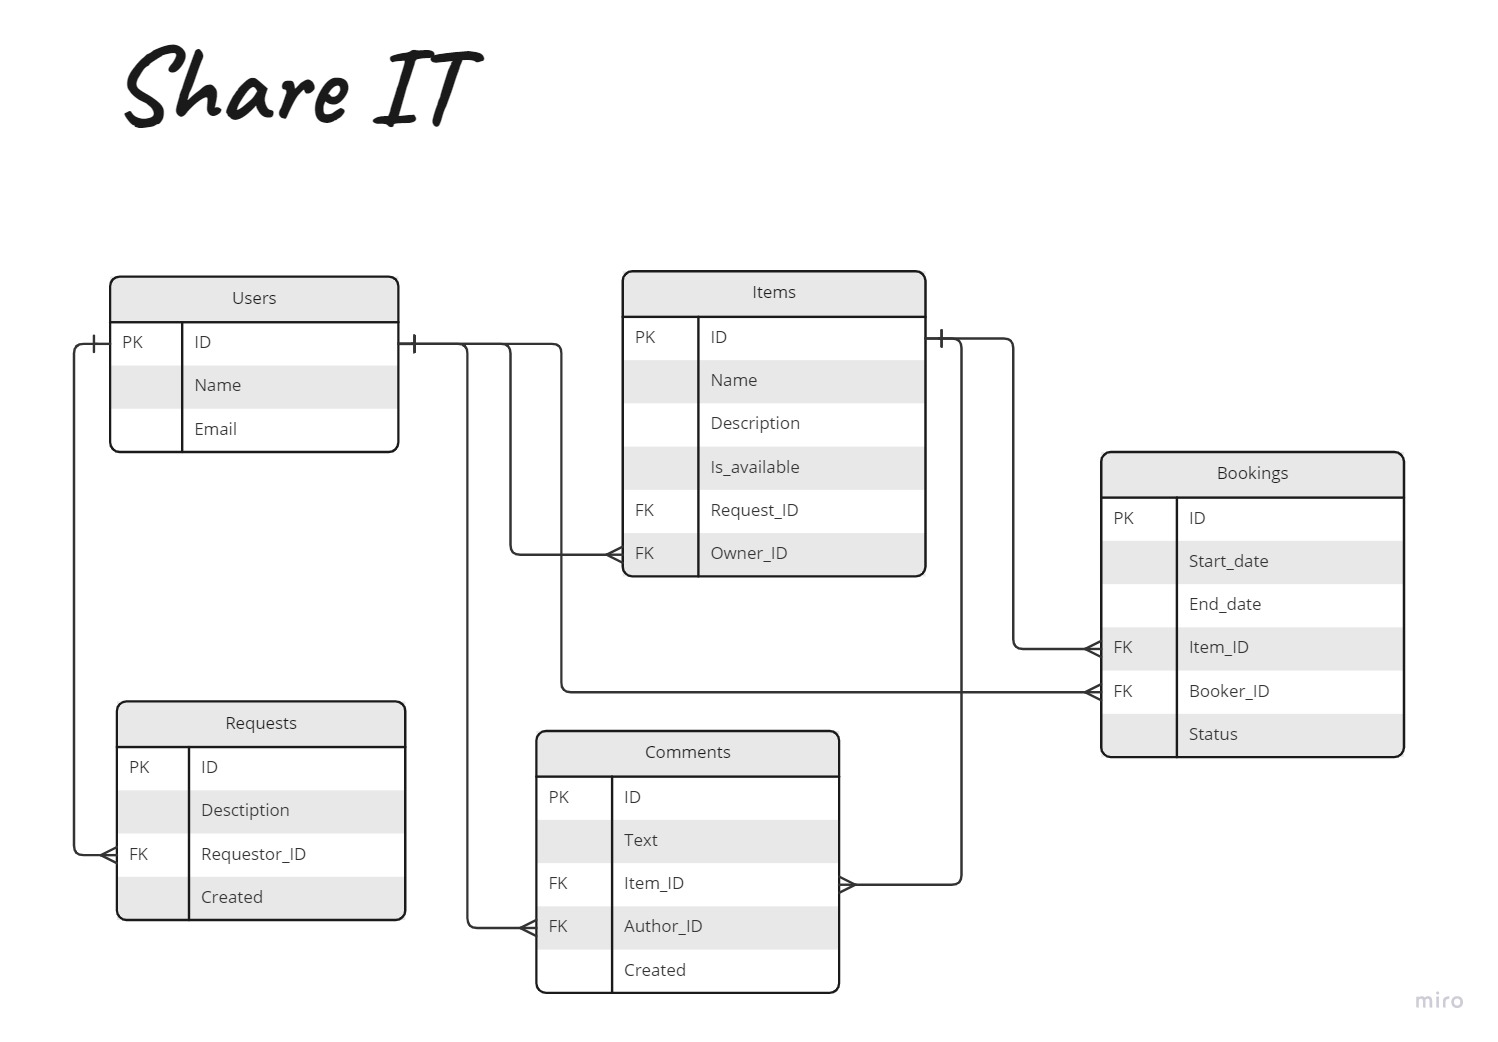 Share IT
Users
PK ID
Name
Email
Items
PK ID
Name
Description
Is_available
FK Request_ID
FK Owner_ID
Bookings
PK ID
Start_date
End_date
FK Item_ID
FK Booker_ID
Status
Requests
PK ID
Desctiption
FK Requestor_ID
Created
Comments
PK ID
Text
FK Item_ID
FK Author_ID
Created
miro